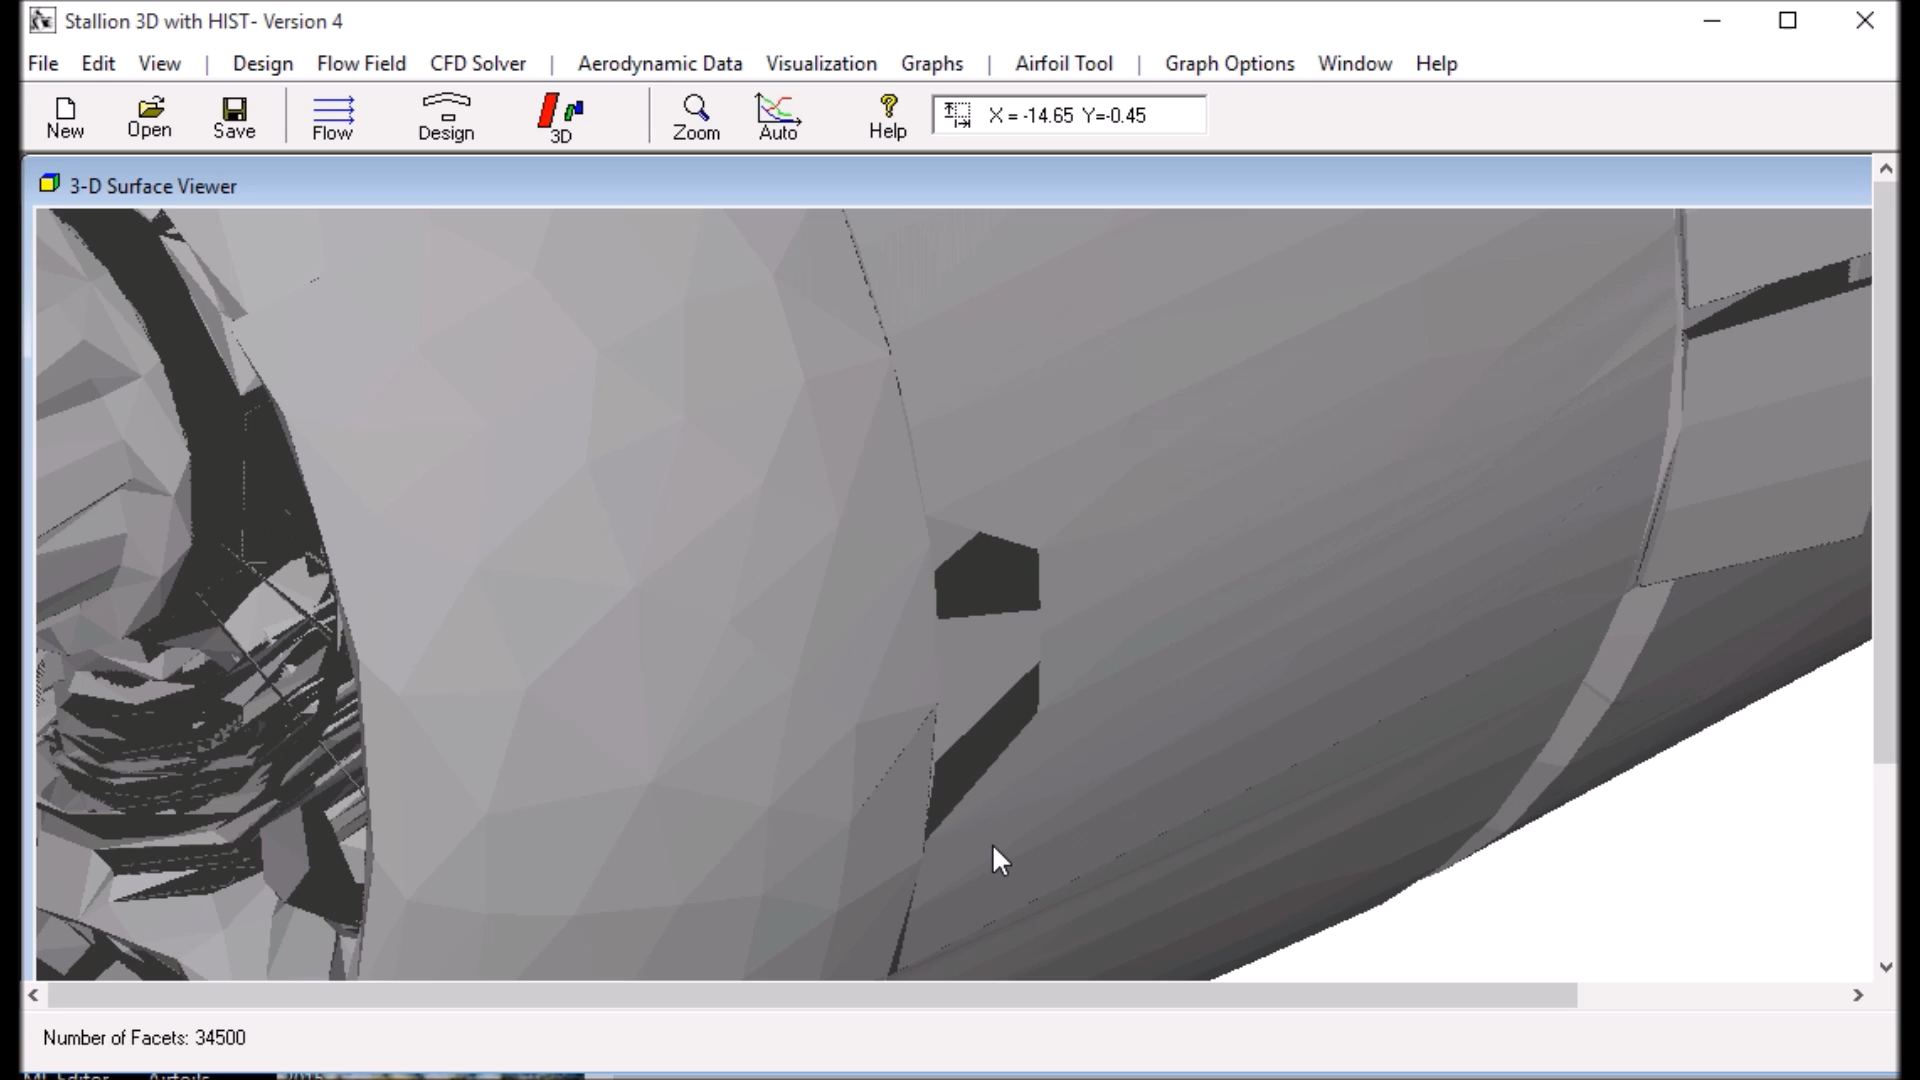 Stallion 3D with HIST- Version 4
File Edit View | Design Flow Field CFD Solver | Aerodynamic Data Visualization Graphs | Airfoil Tool | Graph Options Window Help
New Open Save Flow Design 3D Zoom Auto Help X = -14.65 Y=-0.45
3-D Surface Viewer
Number of Facets: 34500